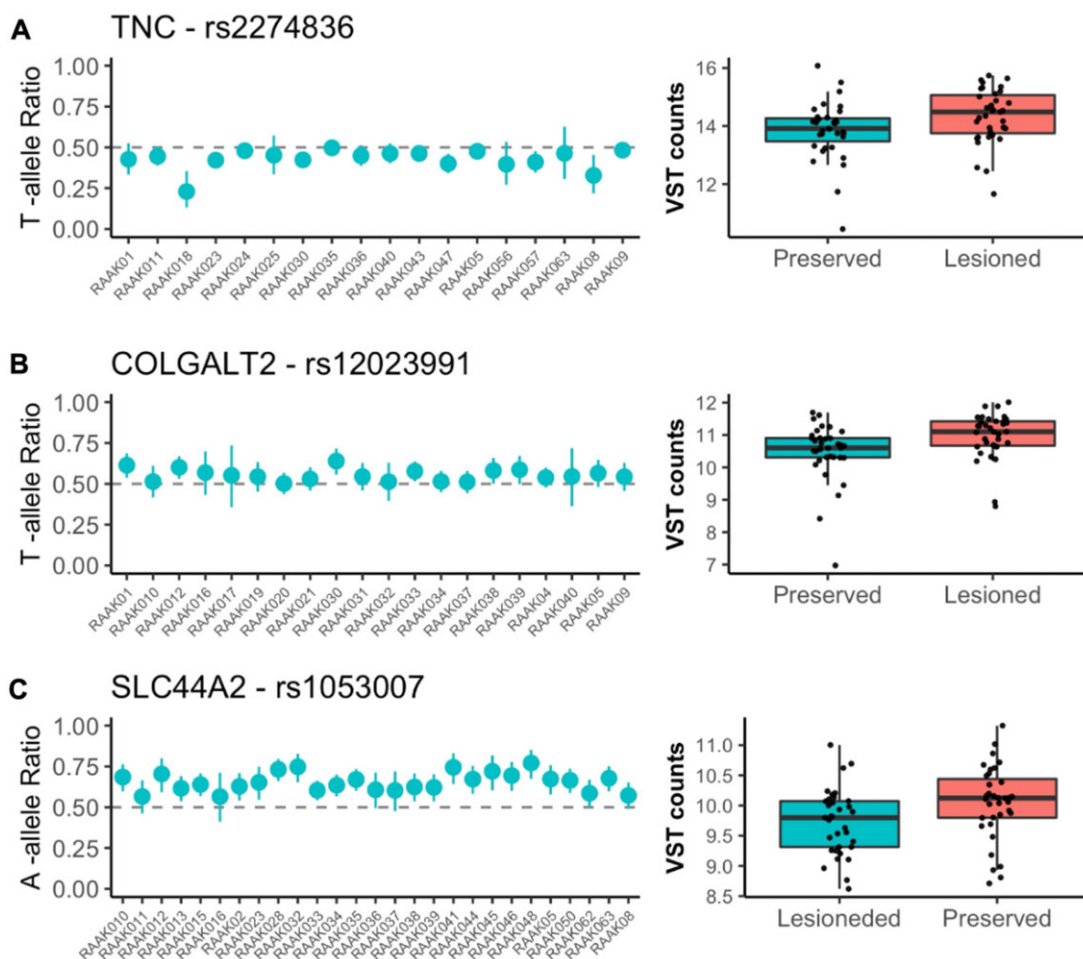 A
TNC - rs2274836
T -allele Ratio
1.00
0.75
0.50
0.25
0.00
RAAK01
RAAK011
RAAK018
RAAK023
RAAK024
RAAK025
RAAK030
RAAK035
RAAK036
RAAK040
RAAK043
RAAK047
RAAK05
RAAK056
RAAK057
RAAK063
RAAK08
RAAK09
VST counts
16
14
12
Preserved
Lesioned
B
COLGALT2 - rs12023991
T -allele Ratio
1.00
0.75
0.50
0.25
0.00
RAAK01
RAAK010
RAAK012
RAAK016
RAAK017
RAAK019
RAAK020
RAAK021
RAAK030
RAAK031
RAAK032
RAAK033
RAAK034
RAAK037
RAAK038
RAAK039
RAAK04
RAAK040
RAAK05
RAAK09
VST counts
12
11
10
9
8
7
Preserved
Lesioned
C
SLC44A2 - rs1053007
A -allele Ratio
1.00
0.75
0.50
0.25
0.00
RAAK010
RAAK011
RAAK012
RAAK013
RAAK015
RAAK016
RAAK02
RAAK023
RAAK028
RAAK032
RAAK033
RAAK034
RAAK035
RAAK036
RAAK037
RAAK038
RAAK039
RAAK041
RAAK044
RAAK045
RAAK046
RAAK048
RAAK05
RAAK050
RAAK062
RAAK063
RAAK08
VST counts
11.0
10.5
10.0
9.5
9.0
8.5
Lesioneded
Preserved